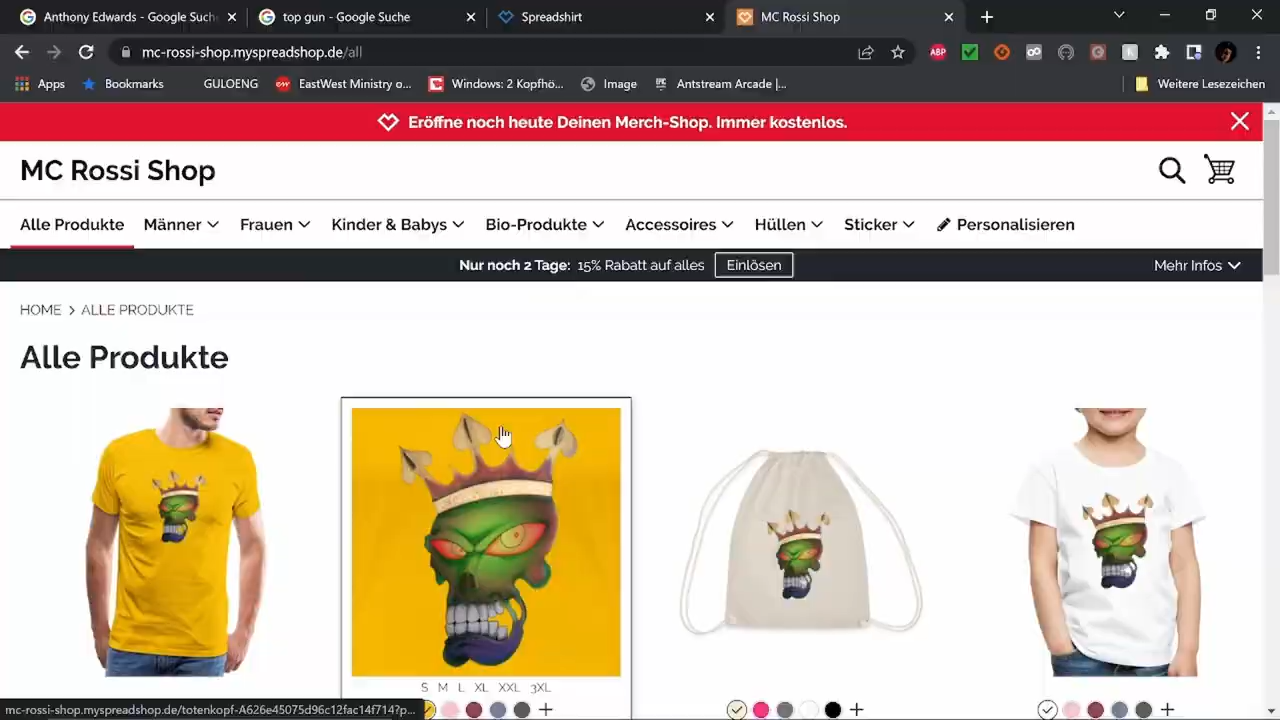 Anthony Edwards - Google Such
top gun - Google Suche
Spreadshirt
MC Rossi Shop
mc-rossi-shop.myspreadshop.de/all
Apps
Bookmarks
GULOENG
EastWest Ministry o...
Windows: 2 Kopfhö...
Image
Antstream Arcade |...
Weitere Lesezeichen
Eröffne noch heute Deinen Merch-Shop. Immer kostenlos.
MC Rossi Shop
Alle Produkte Männer Frauen Kinder & Babys Bio-Produkte Accessoires Hüllen Sticker Personalisieren
Nur noch 2 Tage: 15% Rabatt auf alles Einlösen Mehr Infos
HOME > ALLE PRODUKTE
Alle Produkte
S M L XL XXL 3XL
mc-rossi-shop.myspreadshop.de/totenkopf-A626e45075d96c12fac14f714?p...